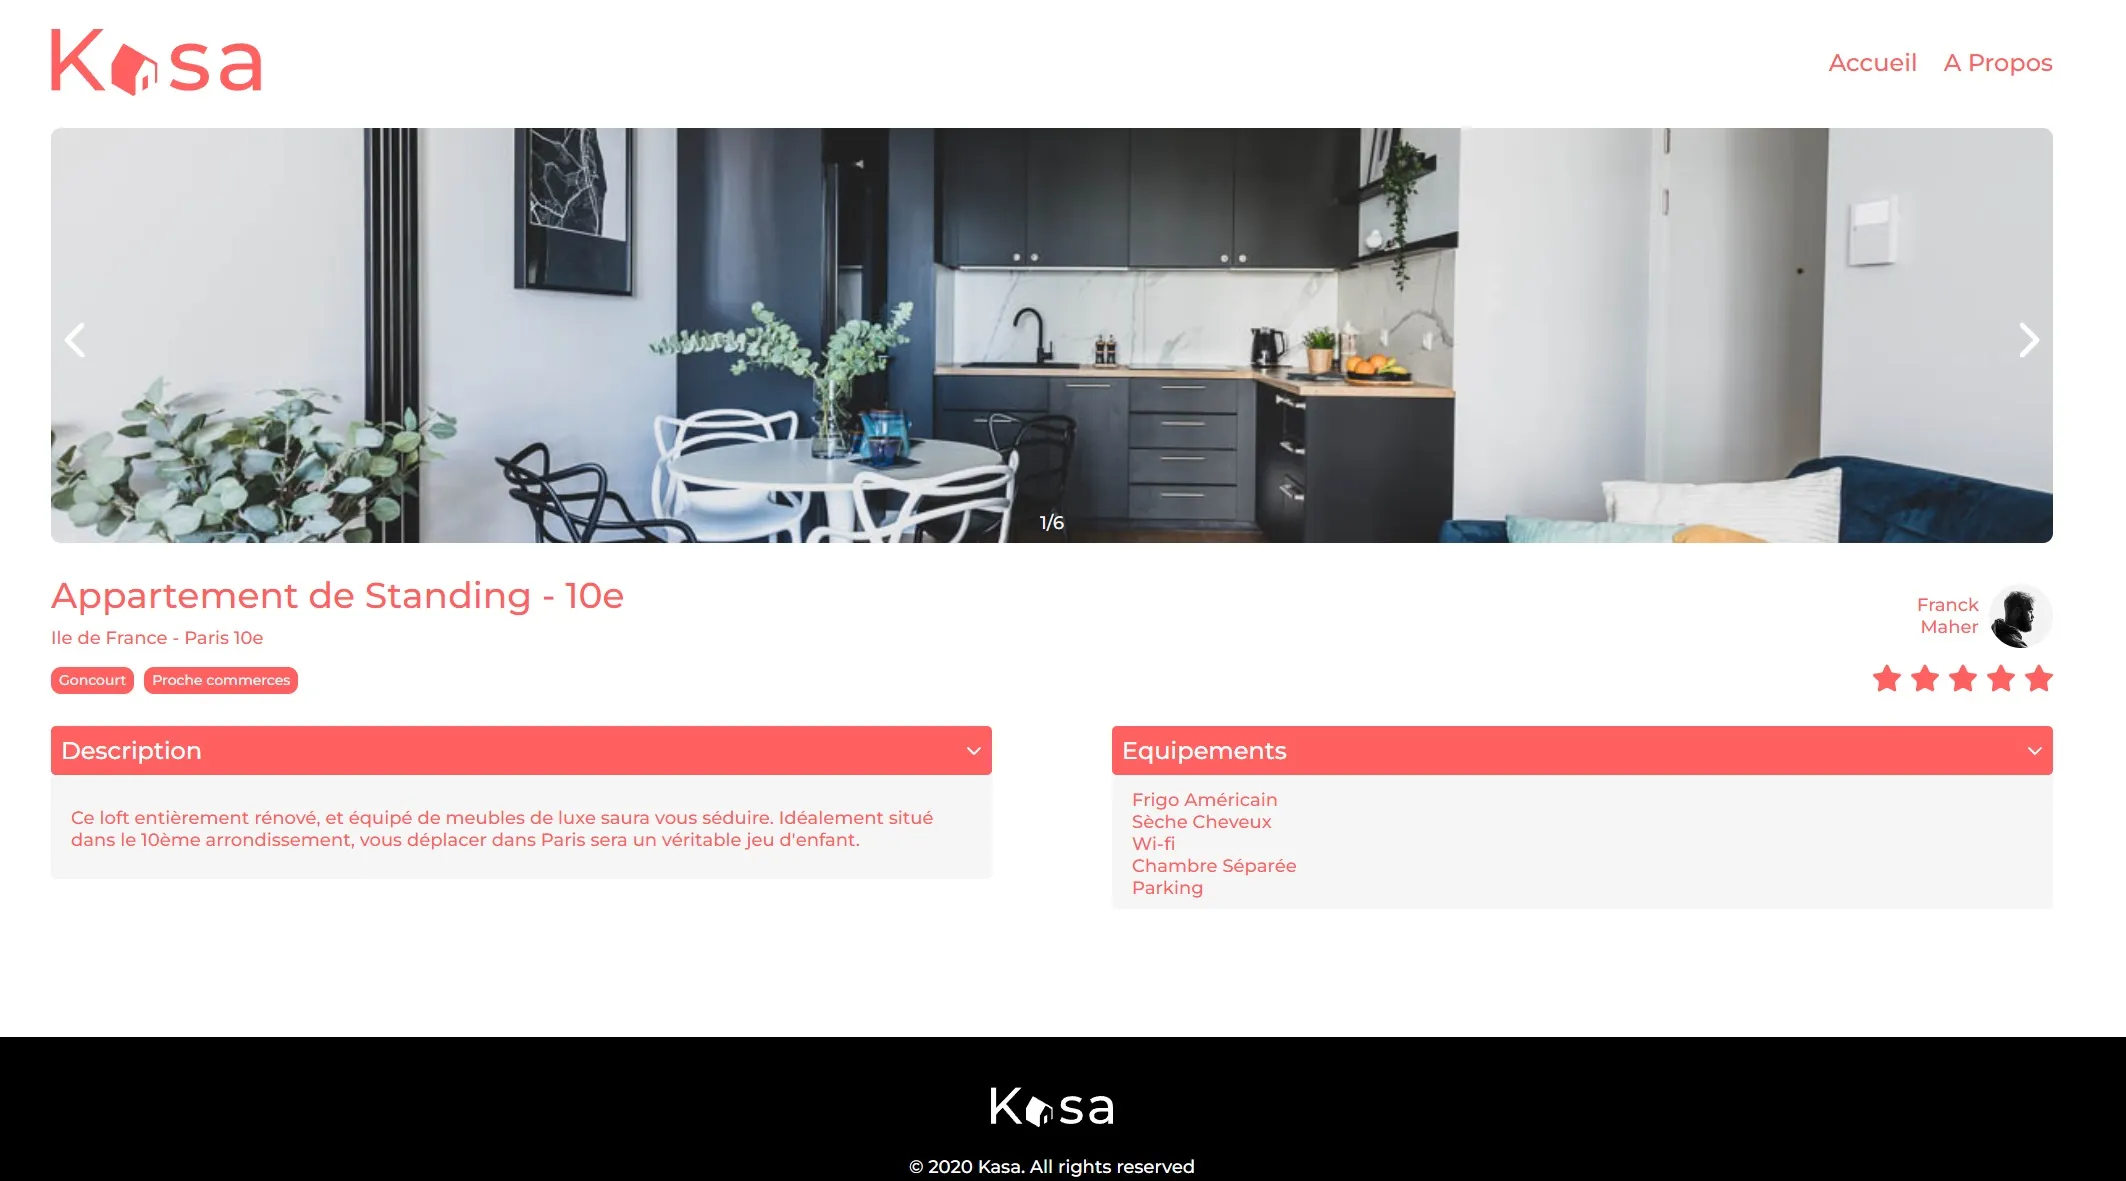 Kasa
Accueil
A Propos
1/6
Appartement de Standing - 10e
Ile de France - Paris 10e
Goncourt
Proche commerces
Franck
Maher
Description
Ce loft entièrement rénové, et équipé de meubles de luxe saura vous séduire. Idéalement situé
dans le 10ème arrondissement, vous déplacer dans Paris sera un véritable jeu d'enfant.
Equipements
Frigo Américain
Sèche Cheveux
Wi-fi
Chambre Séparée
Parking
Kasa
© 2020 Kasa. All rights reserved